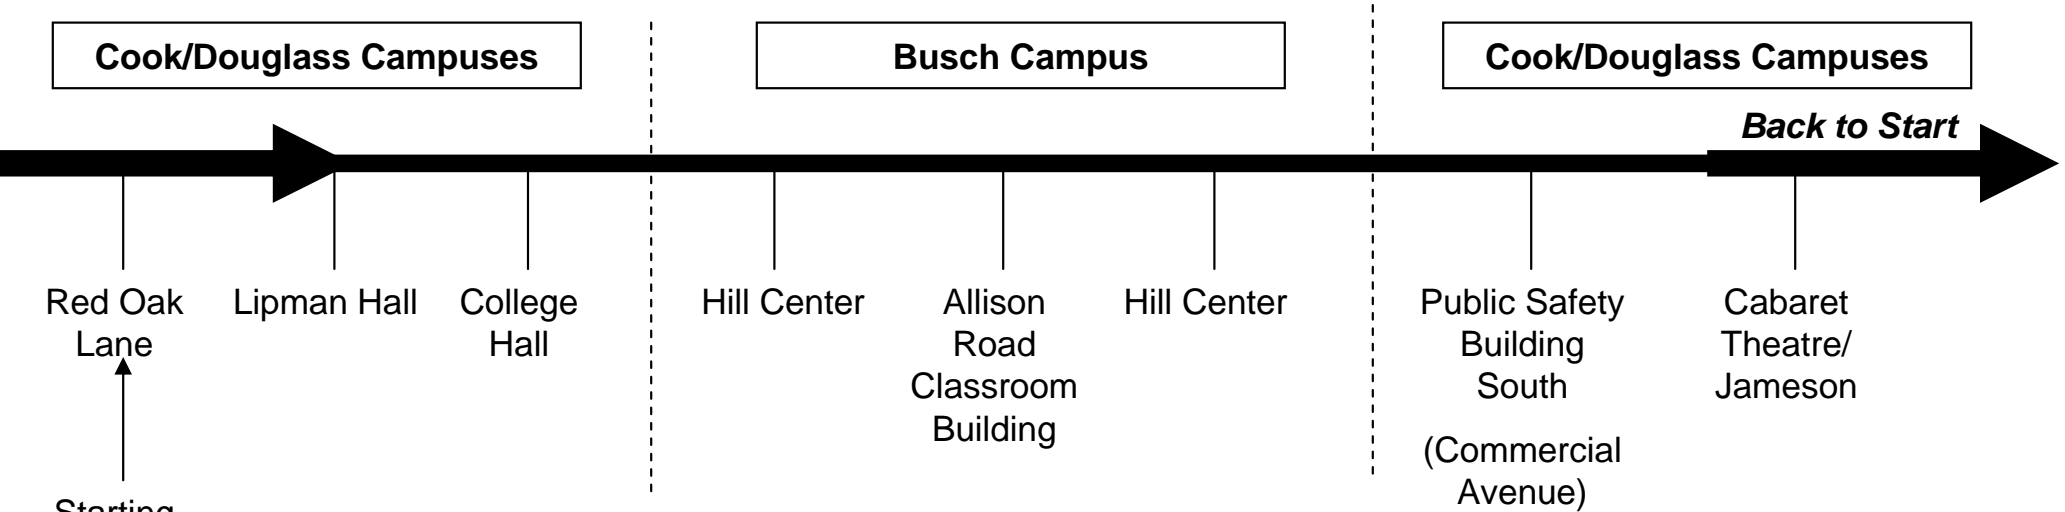 Cook/Douglass Campuses
Busch Campus
Cook/Douglass Campuses
Back to Start
Red Oak
Lane
Lipman Hall
College
Hall
Hill Center
Allison
Road
Classroom
Building
Hill Center
Public Safety
Building
South
(Commercial
Avenue)
Cabaret
Theatre/
Jameson
Starting